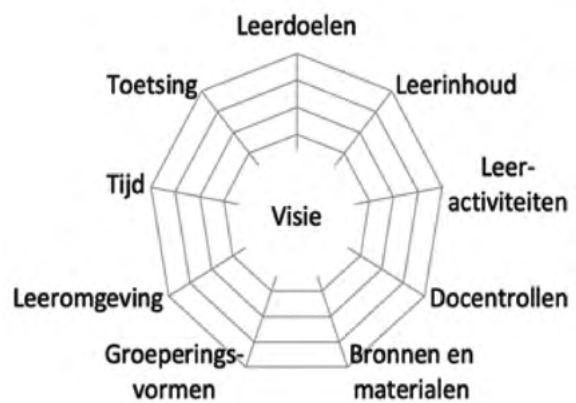 Leerdoelen
Toetsing
Leerinhoud
Tijd
Leer-
activiteiten
Visie
Leeromgeving
Docentrollen
Groeperings-
vormen
Bronnen en
materialen